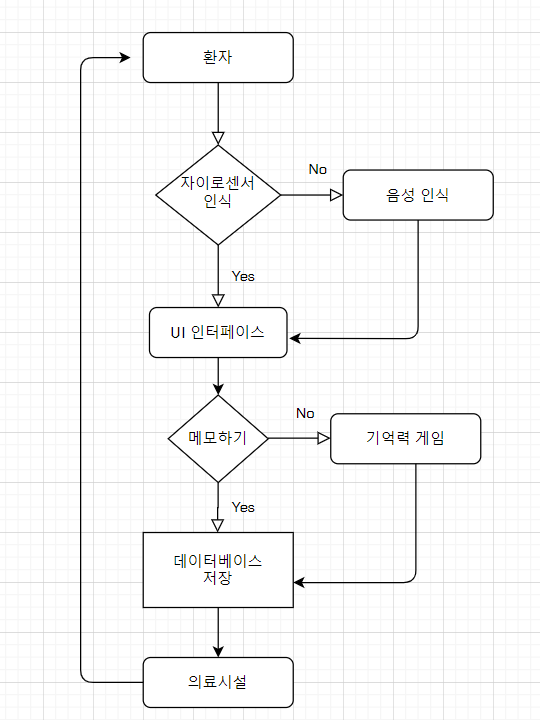 환자
자이로센서
인식
No
음성 인식
Yes
UI 인터페이스
메모하기
No
기억력 게임
Yes
데이터베이스
저장
의료시설